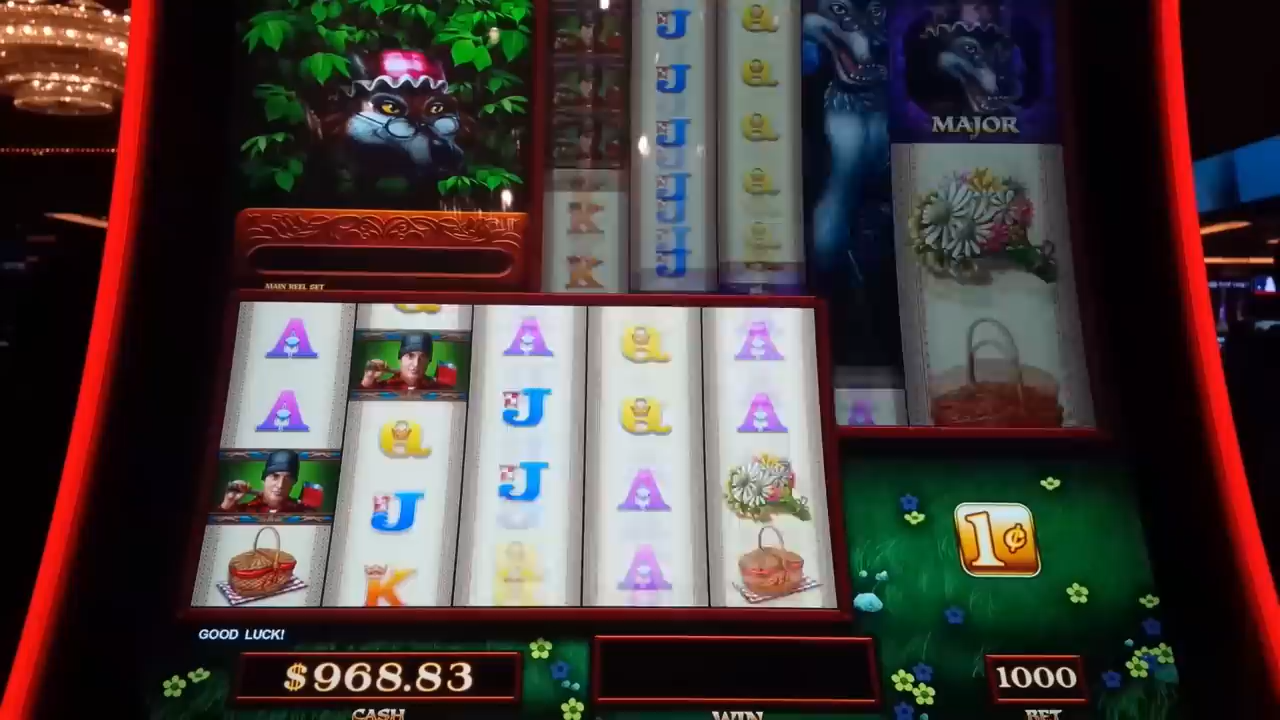 J
Q
J
Q
MAJOR
J
Q
K
J
Q
K
J
Q
MAIN REEL SET
A
A
Q
A
A
J
Q
A
Q
A
J
J
A
K
A
1¢
GOOD LUCK!
$968.83
1000
CASH
WIN
BET